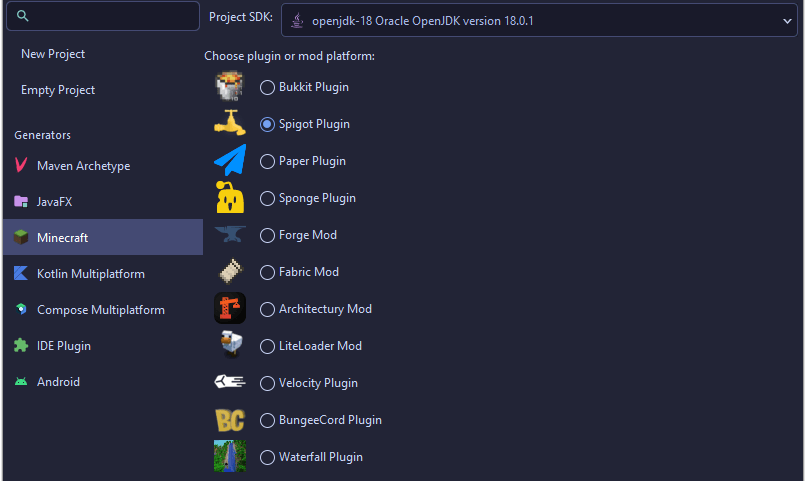 Project SDK: openjdk-18 Oracle OpenJDK version 18.0.1
New Project
Empty Project
Generators
Maven Archetype
JavaFX
Minecraft
Kotlin Multiplatform
Compose Multiplatform
IDE Plugin
Android
Choose plugin or mod platform:
Bukkit Plugin
Spigot Plugin
Paper Plugin
Sponge Plugin
Forge Mod
Fabric Mod
Architectury Mod
LiteLoader Mod
Velocity Plugin
BC BungeeCord Plugin
Waterfall Plugin